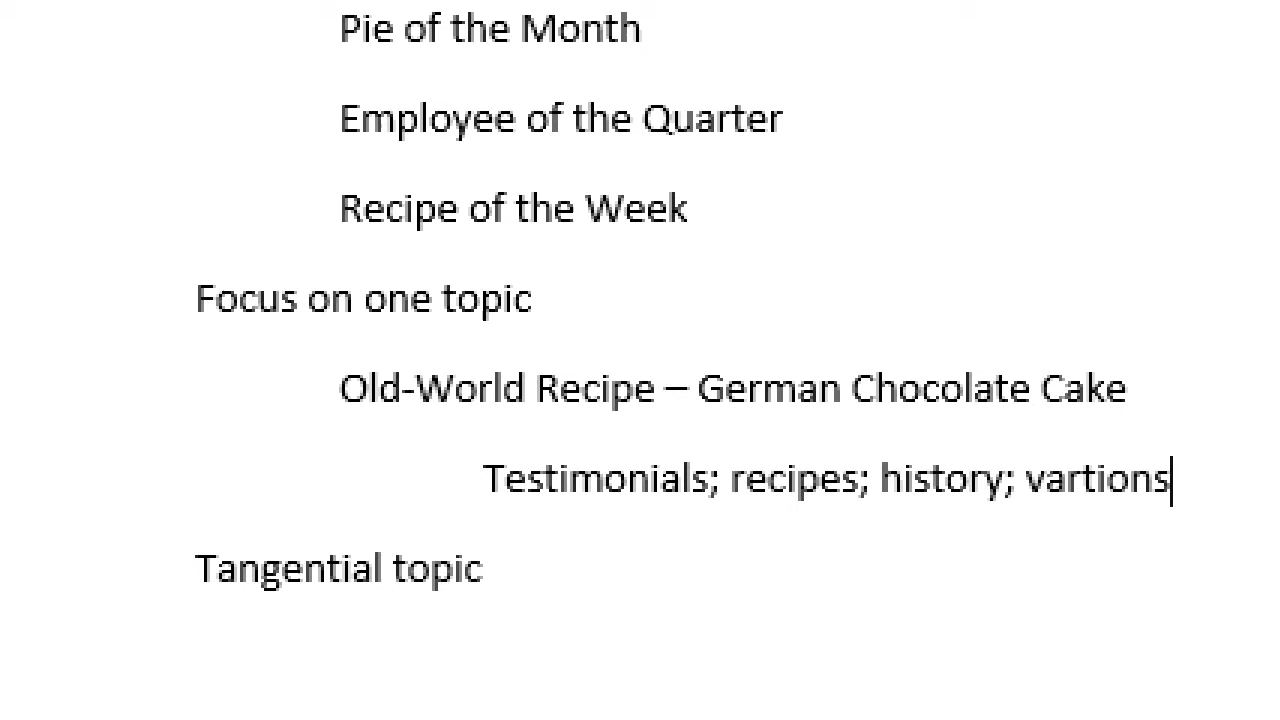 Pie of the Month
Employee of the Quarter
Recipe of the Week
Focus on one topic
Old-World Recipe – German Chocolate Cake
Testimonials; recipes; history; vartions
Tangential topic